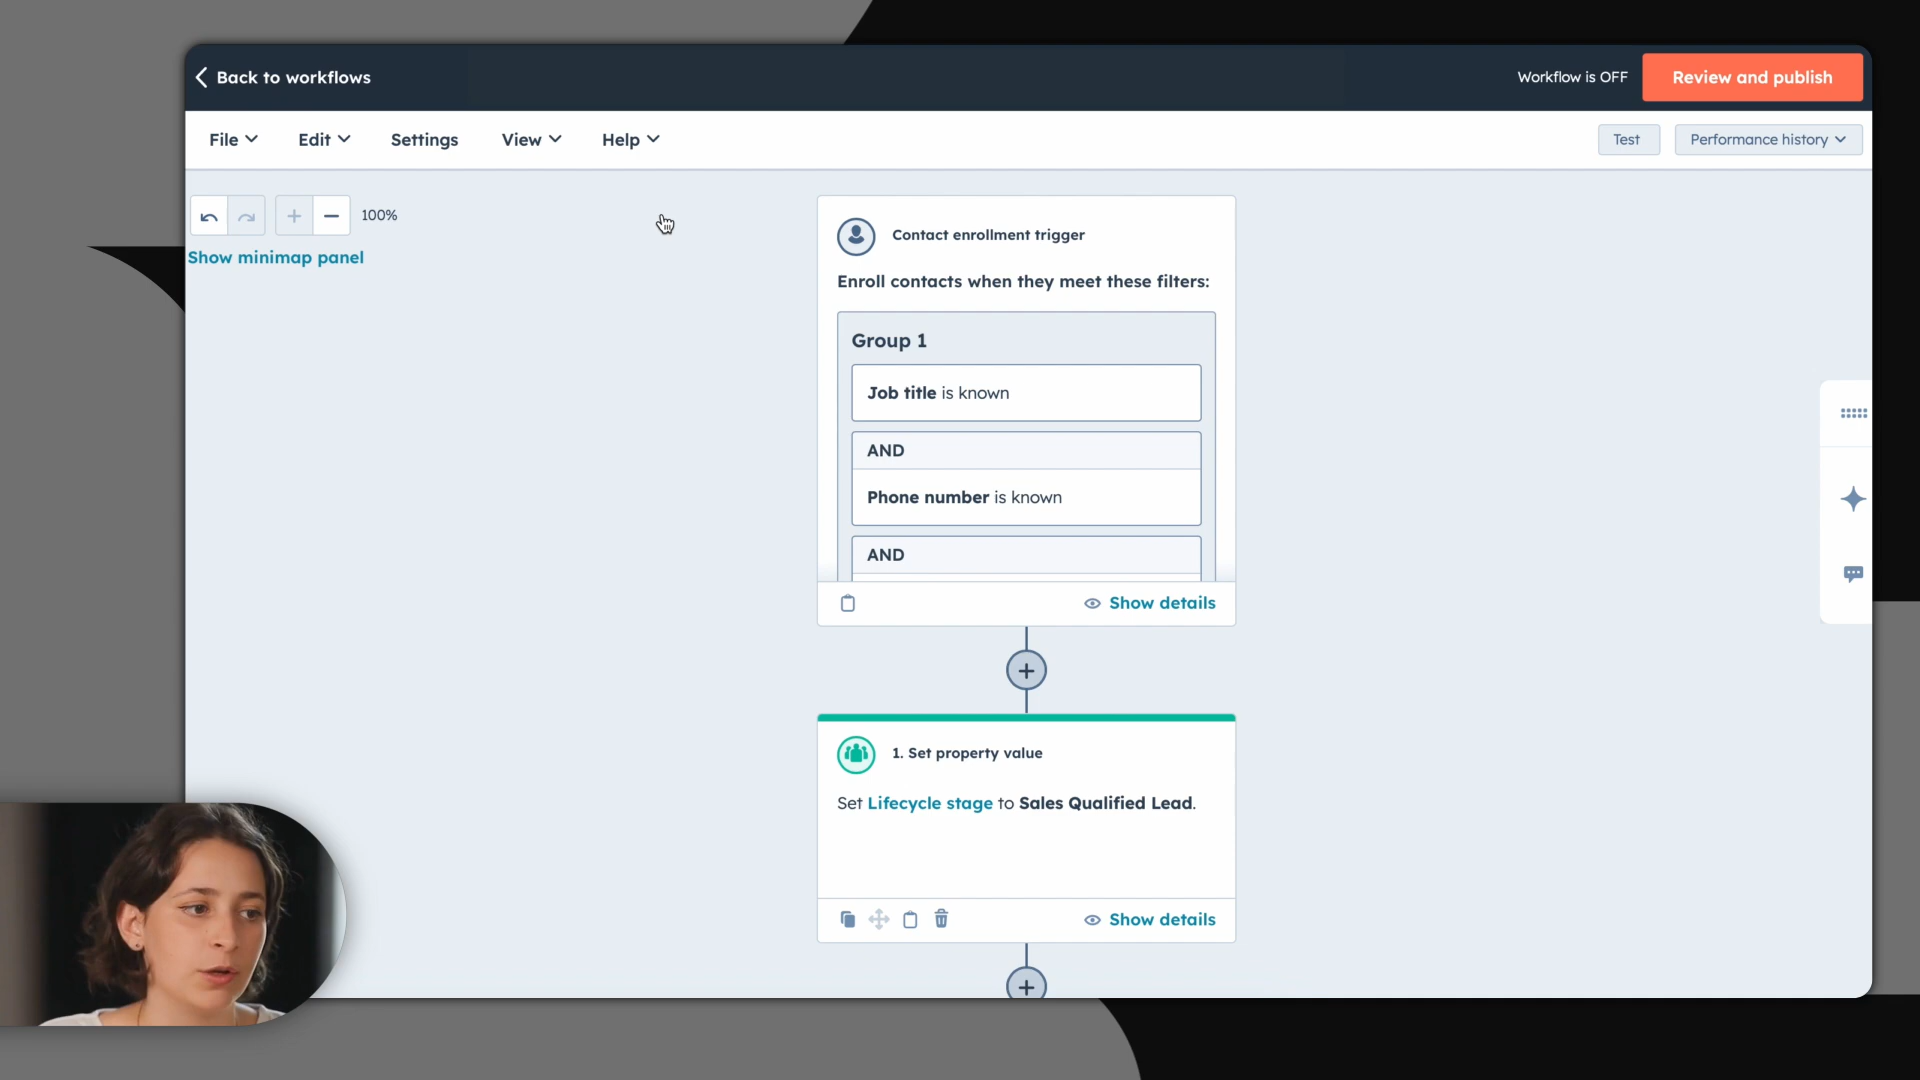 Back to workflows
Workflow is OFF
Review and publish
File
Edit
Settings
View
Help
Test
Performance history
100%
Show minimap panel
Contact enrollment trigger
Enroll contacts when they meet these filters:
Group 1
Job title is known
AND
Phone number is known
AND
Show details
1. Set property value
Set Lifecycle stage to Sales Qualified Lead.
Show details